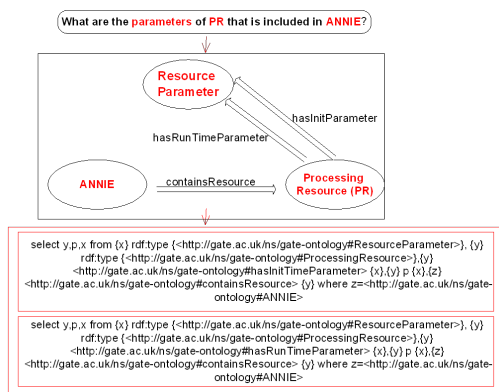 What are the parameters of PR that is included in ANNIE?
Resource
Parameter
hasInitParameter
hasRunTimeParameter
ANNIE
containsResource
Processing
Resource (PR)
select y,p,x from {x} rdf:type {<http://gate.ac.uk/ns/gate-ontology#ResourceParameter>}, {y}
rdf:type {<http://gate.ac.uk/ns/gate-ontology#ProcessingResource>},{y}
<http://gate.ac.uk/ns/gate-ontology#hasInitTimeParameter> {x},{y} p {x},{z}
<http://gate.ac.uk/ns/gate-ontology#containsResource> {y} where z=<http://gate.ac.uk/ns/gate-
ontology#ANNIE>
select y,p,x from {x} rdf:type {<http://gate.ac.uk/ns/gate-ontology#ResourceParameter>}, {y}
rdf:type {<http://gate.ac.uk/ns/gate-ontology#ProcessingResource>},{y}
<http://gate.ac.uk/ns/gate-ontology#hasRunTimeParameter> {x},{y} p {x},{z}
<http://gate.ac.uk/ns/gate-ontology#containsResource> {y} where z=<http://gate.ac.uk/ns/gate-
ontology#ANNIE>